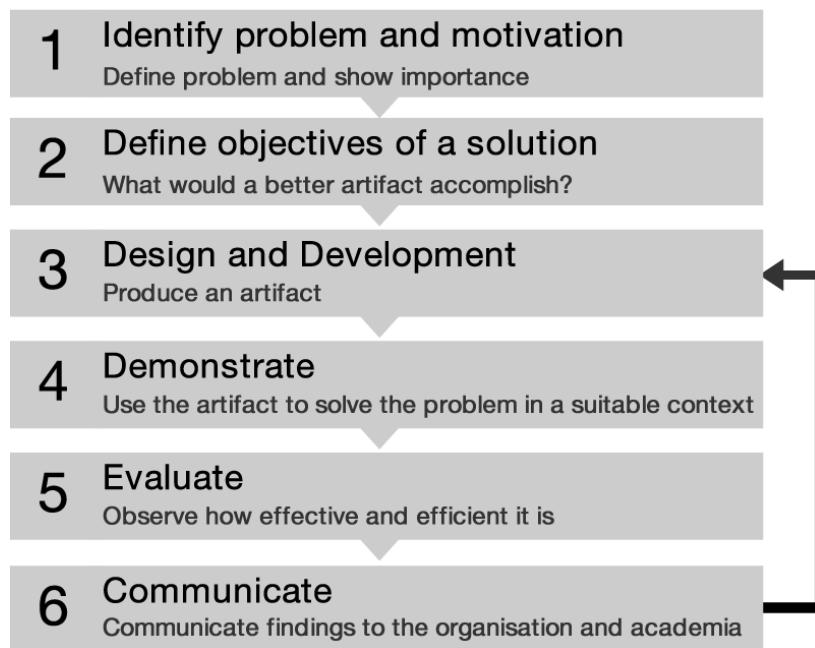 1
Identify problem and motivation
Define problem and show importance
2
Define objectives of a solution
What would a better artifact accomplish?
3
Design and Development
Produce an artifact
4
Demonstrate
Use the artifact to solve the problem in a suitable context
5
Evaluate
Observe how effective and efficient it is
6
Communicate
Communicate findings to the organisation and academia